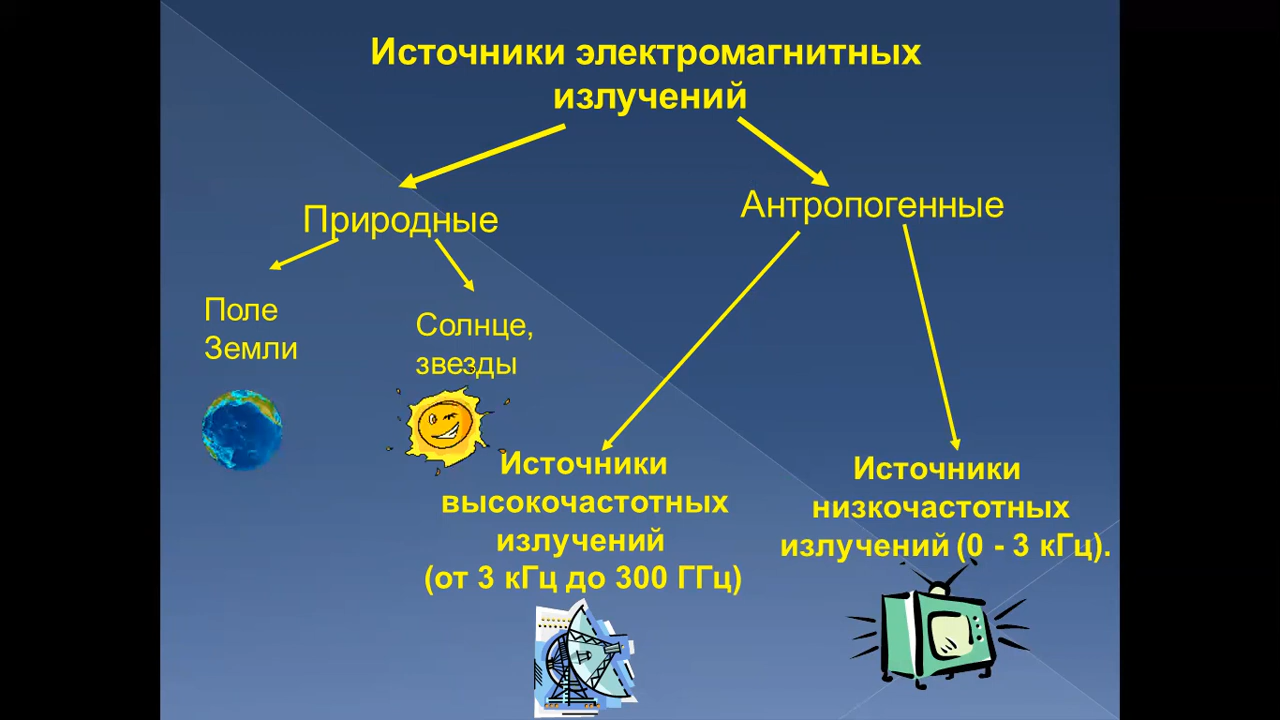 Источники электромагнитных
излучений
Природные
Антропогенные
Поле
Земли
Солнце,
звезды
Источники
высокочастотных
излучений
(от 3 кГц до 300 ГГц)
Источники
низкочастотных
излучений (0 - 3 кГц).